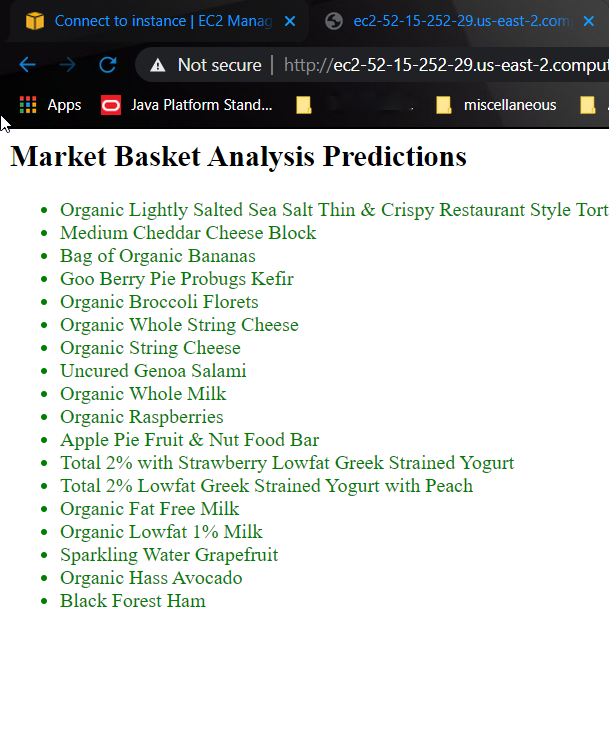 Connect to instance | EC2 Manag
ec2-52-15-252-29.us-east-2.com
Not secure | http://ec2-52-15-252-29.us-east-2.comput
Apps
Java Platform Stand...
miscellaneous
Market Basket Analysis Predictions
Organic Lightly Salted Sea Salt Thin & Crispy Restaurant Style Tort
Medium Cheddar Cheese Block
Bag of Organic Bananas
Goo Berry Pie Probugs Kefir
Organic Broccoli Florets
Organic Whole String Cheese
Organic String Cheese
Uncured Genoa Salami
Organic Whole Milk
Organic Raspberries
Apple Pie Fruit & Nut Food Bar
Total 2% with Strawberry Lowfat Greek Strained Yogurt
Total 2% Lowfat Greek Strained Yogurt with Peach
Organic Fat Free Milk
Organic Lowfat 1% Milk
Sparkling Water Grapefruit
Organic Hass Avocado
Black Forest Ham